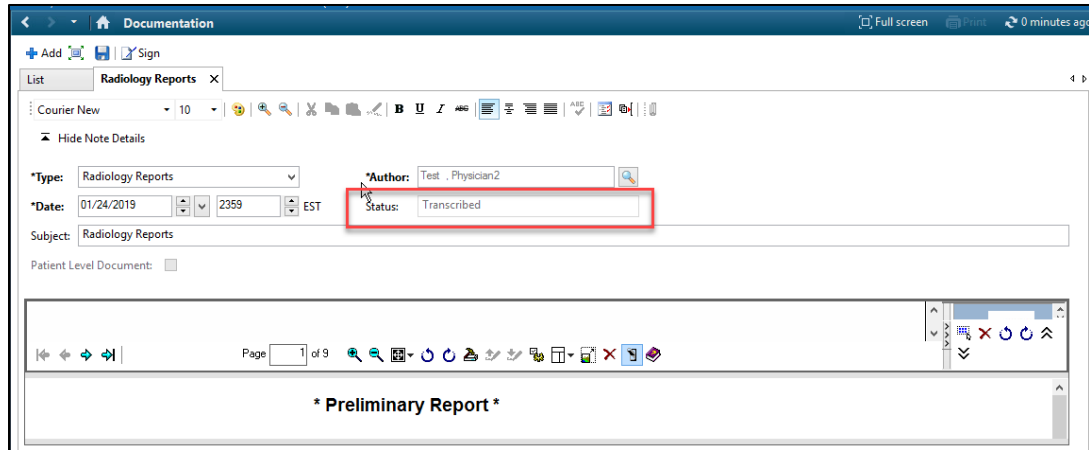 Documentation Full screen Print 0 minutes ago
Add Sign
List Radiology Reports X
Courier New 10 B U I ABC ABC
Hide Note Details
*Type: Radiology Reports *Author: Test , Physician2
*Date: 01/24/2019 2359 EST Status: Transcribed
Subject: Radiology Reports
Patient Level Document:
Page 1 of 9
* Preliminary Report *